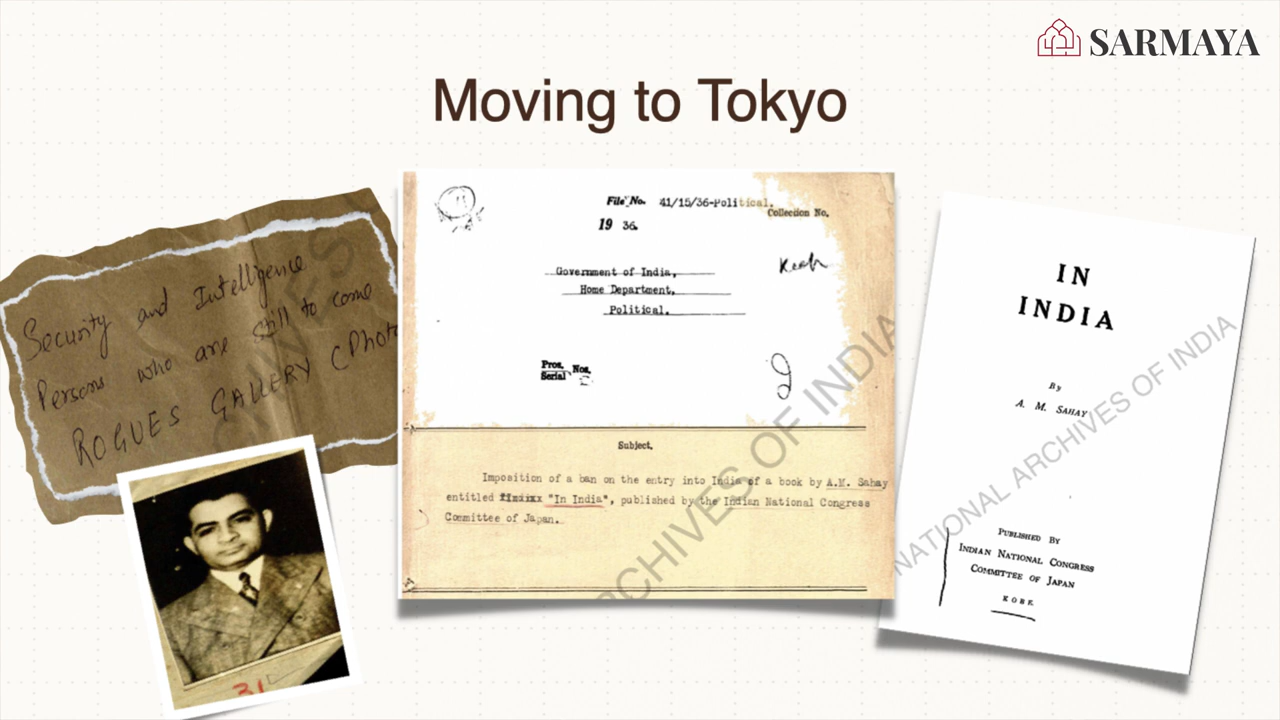 SARMAYA
Moving to Tokyo
Security and Intelligence
Persons who are still to come
ROGUES GALLERY (Phot
31
File No. 41/15/36-Political.
Collection No.
19 36.
Government of India,
Home Department,
Political.
Pros. Nos.
Serial
Subject.
Imposition of a ban on the entry into India of a book by A.M. Sahay
entitled "In India", published by the Indian National Congress
Committee of Japan.
ARCHIVES OF INDIA
IN
INDIA
By
A. M. SAHAY
PUBLISHED BY
INDIAN NATIONAL CONGRESS
COMMITTEE OF JAPAN
KOBE
NATIONAL ARCHIVES OF INDIA